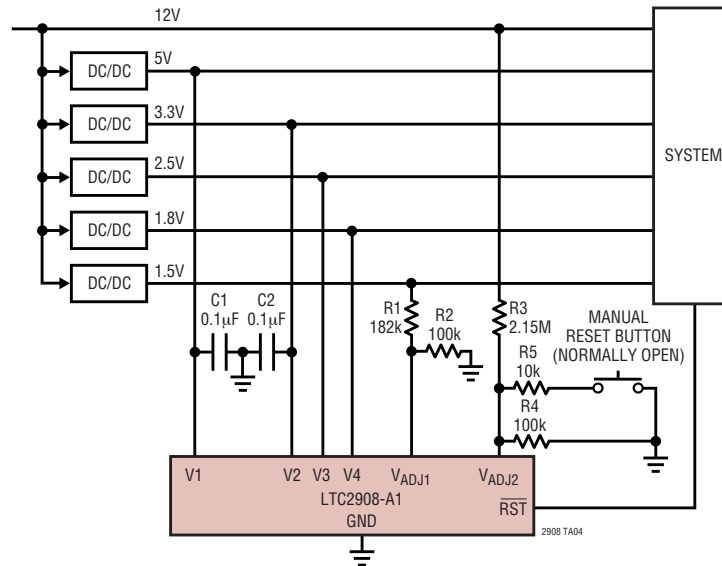 12V
5V
DC/DC
3.3V
DC/DC
2.5V
DC/DC
1.8V
DC/DC
1.5V
DC/DC
SYSTEM
C1
0.1µF
C2
0.1µF
R1
182k
R2
100k
R3
2.15M
MANUAL
RESET BUTTON
(NORMALLY OPEN)
R5
10k
R4
100k
V1
V2
V3
V4
VADJ1
VADJ2
LTC2908-A1
GND
RST
2908 TA04